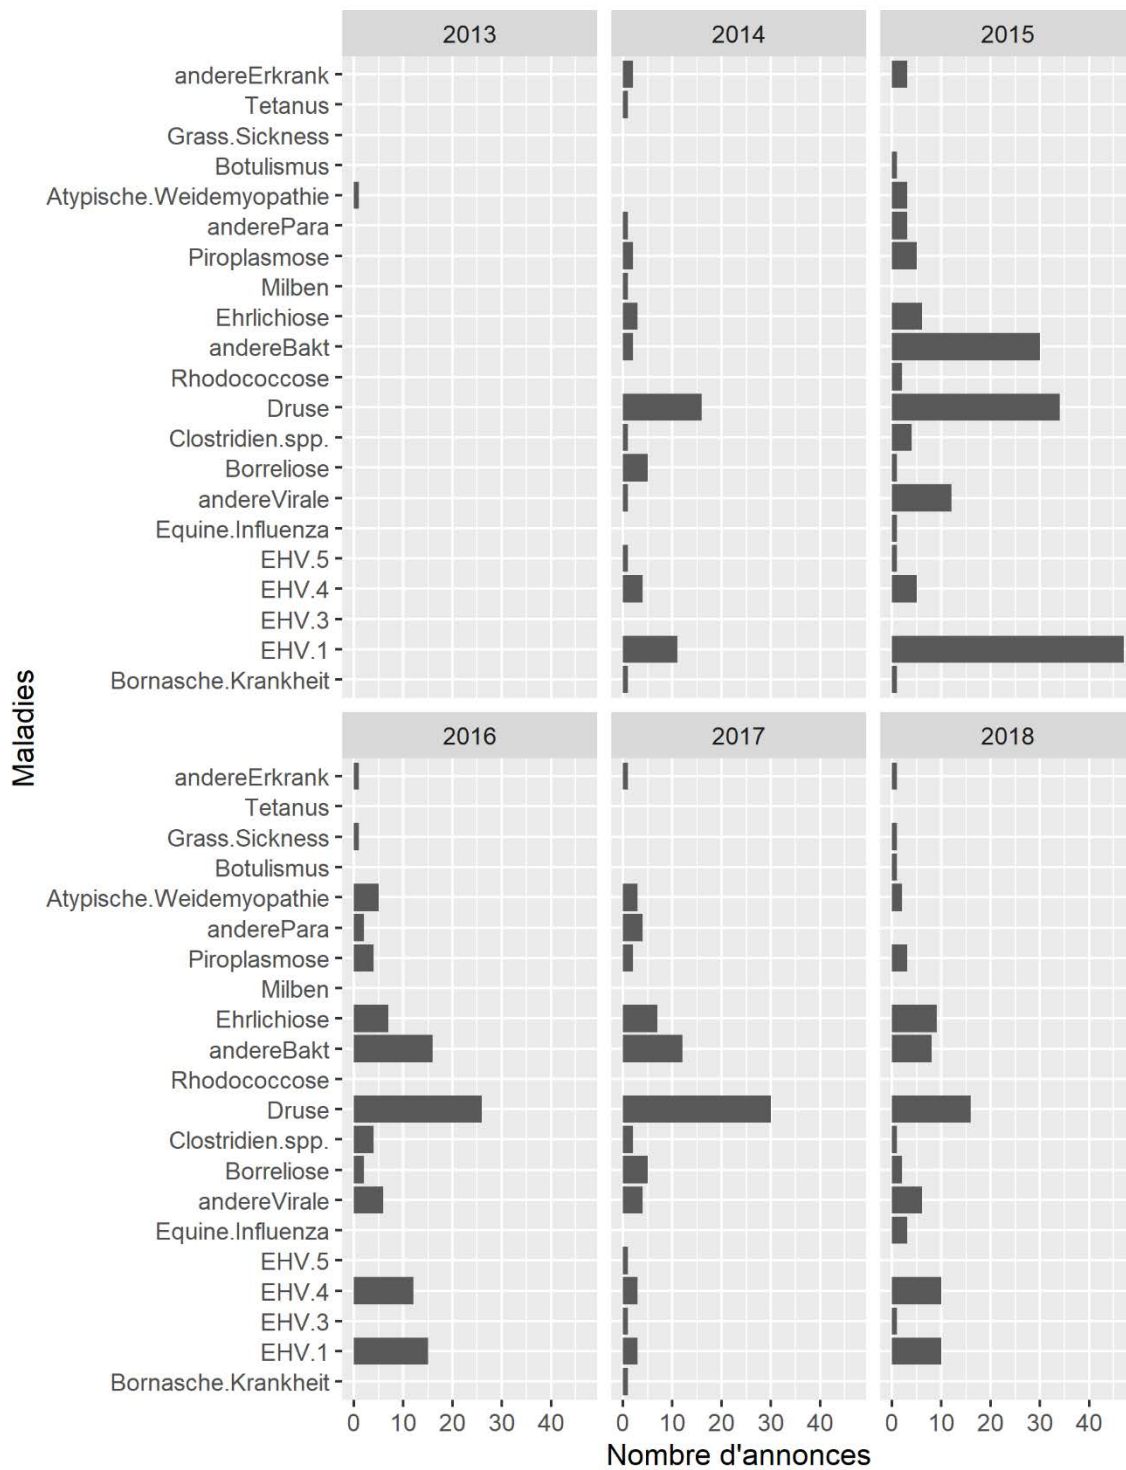 2013 2014 2015
andereErkrank
Tetanus
Grass.Sickness
Botulismus
Atypische.Weidemyopathie
anderePara
Piroplasmose
Milben
Ehrlichiose
andereBakt
Rhodococcose
Druse
Clostridien.spp.
Borreliose
andereVirale
Equine.Influenza
EHV.5
EHV.4
EHV.3
EHV.1
Bornasche.Krankheit
Maladies
2016 2017 2018
andereErkrank
Tetanus
Grass.Sickness
Botulismus
Atypische.Weidemyopathie
anderePara
Piroplasmose
Milben
Ehrlichiose
andereBakt
Rhodococcose
Druse
Clostridien.spp.
Borreliose
andereVirale
Equine.Influenza
EHV.5
EHV.4
EHV.3
EHV.1
Bornasche.Krankheit
0 10 20 30 40 0 10 20 30 40 0 10 20 30 40
Nombre d'annonces